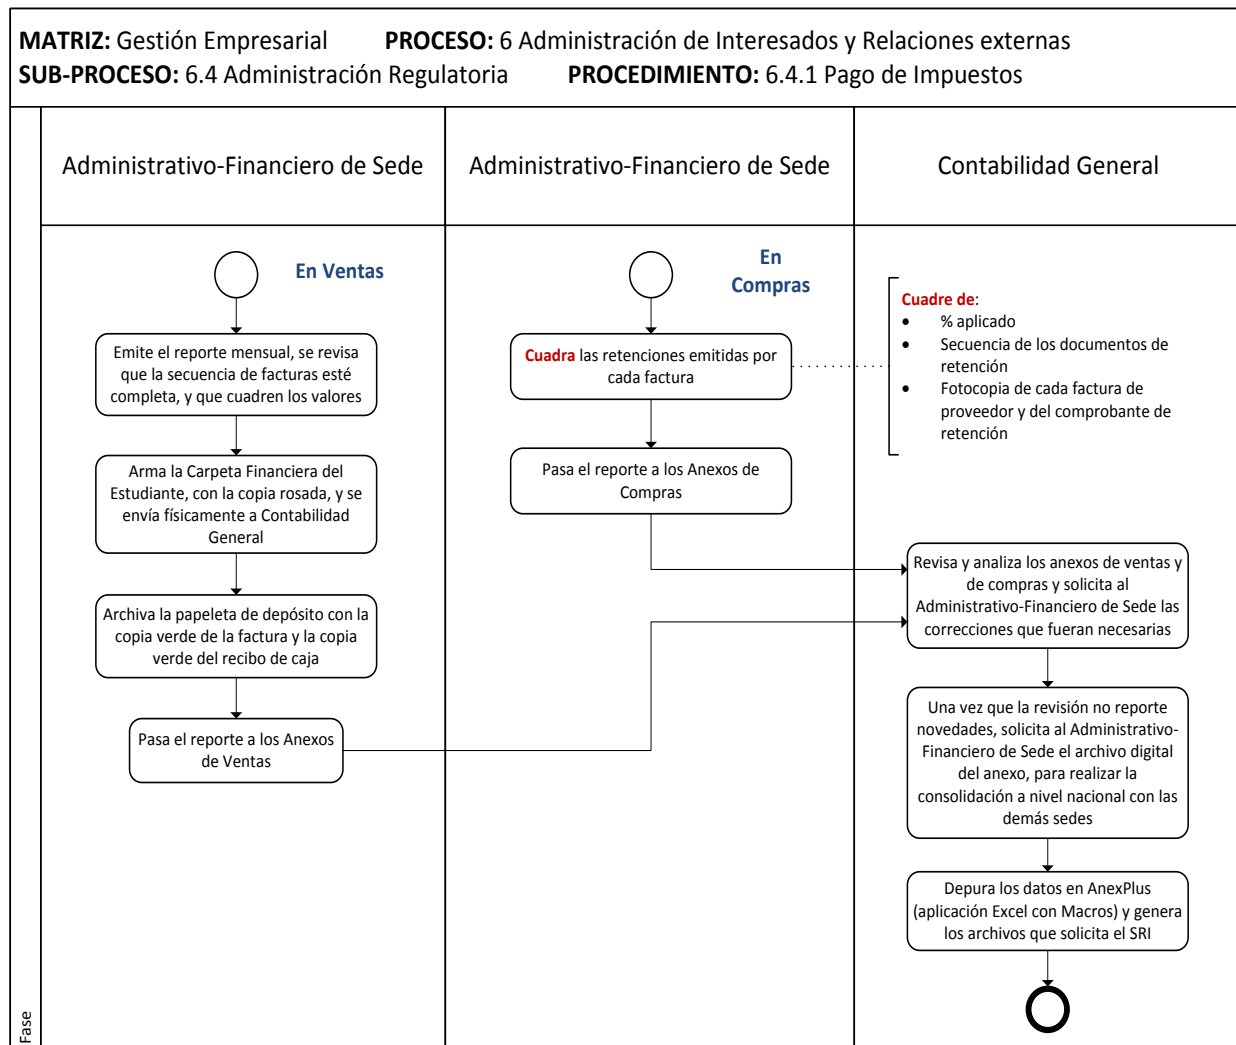 MATRIZ: Gestión Empresarial PROCESO: 6 Administración de Interesados y Relaciones externas
SUB-PROCESO: 6.4 Administración Regulatoria PROCEDIMIENTO: 6.4.1 Pago de Impuestos
Administrativo-Financiero de Sede
Administrativo-Financiero de Sede
Contabilidad General
En Ventas
Emite el reporte mensual, se revisa
que la secuencia de facturas esté
completa, y que cuadren los valores
Arma la Carpeta Financiera del
Estudiante, con la copia rosada, y se
envía físicamente a Contabilidad
General
Archiva la papeleta de depósito con la
copia verde de la factura y la copia
verde del recibo de caja
Pasa el reporte a los Anexos
de Ventas
En
Compras
Cuadra las retenciones emitidas por
cada factura
Pasa el reporte a los Anexos de
Compras
Cuadre de:
• % aplicado
• Secuencia de los documentos de
retención
• Fotocopia de cada factura de
proveedor y del comprobante de
retención
Revisa y analiza los anexos de ventas y
de compras y solicita al
Administrativo-Financiero de Sede las
correcciones que fueran necesarias
Una vez que la revisión no reporte
novedades, solicita al Administrativo-
Financiero de Sede el archivo digital
del anexo, para realizar la
consolidación a nivel nacional con las
demás sedes
Depura los datos en AnexPlus
(aplicación Excel con Macros) y genera
los archivos que solicita el SRI
Fase